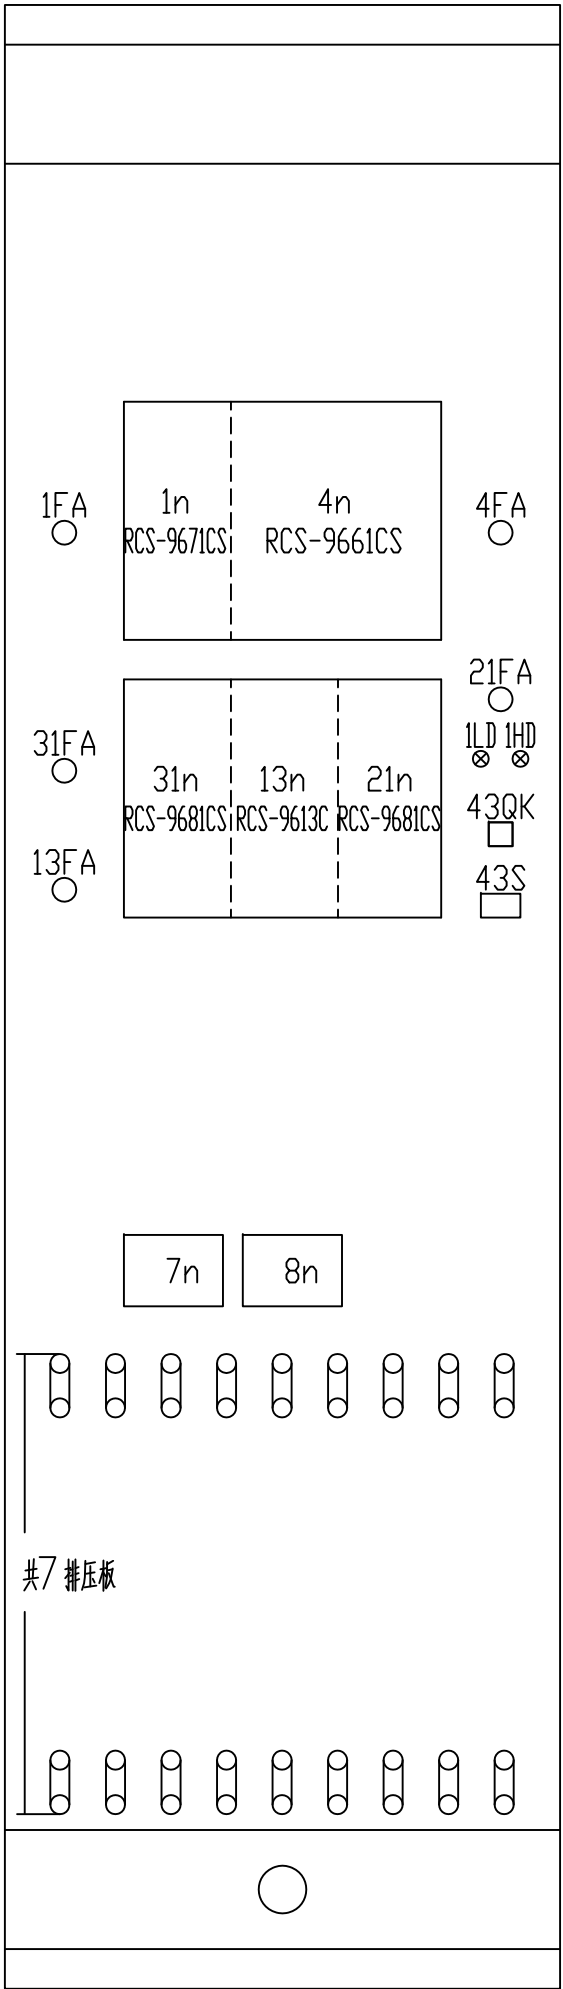 1FA
1n
4n
4FA
RCS-9671CS
RCS-9661CS
21FA
31FA
1LD 1HD
31n
13n
21n
RCS-9681CS
RCS-9613C
RCS-9681CS
43QK
13FA
43S
7n
8n
共7排压板